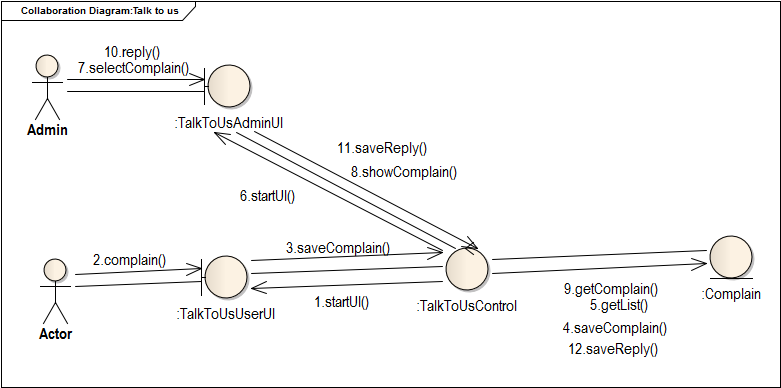 Collaboration Diagram:Talk to us
10.reply()
7.selectComplain()
Admin
:TalkToUsAdminUI
11.saveReply()
8.showComplain()
6.startUI()
2.complain()
3.saveComplain()
Actor
:TalkToUsUserUI
1.startUI()
:TalkToUsControl
9.getComplain()
5.getList()
4.saveComplain()
12.saveReply()
:Complain